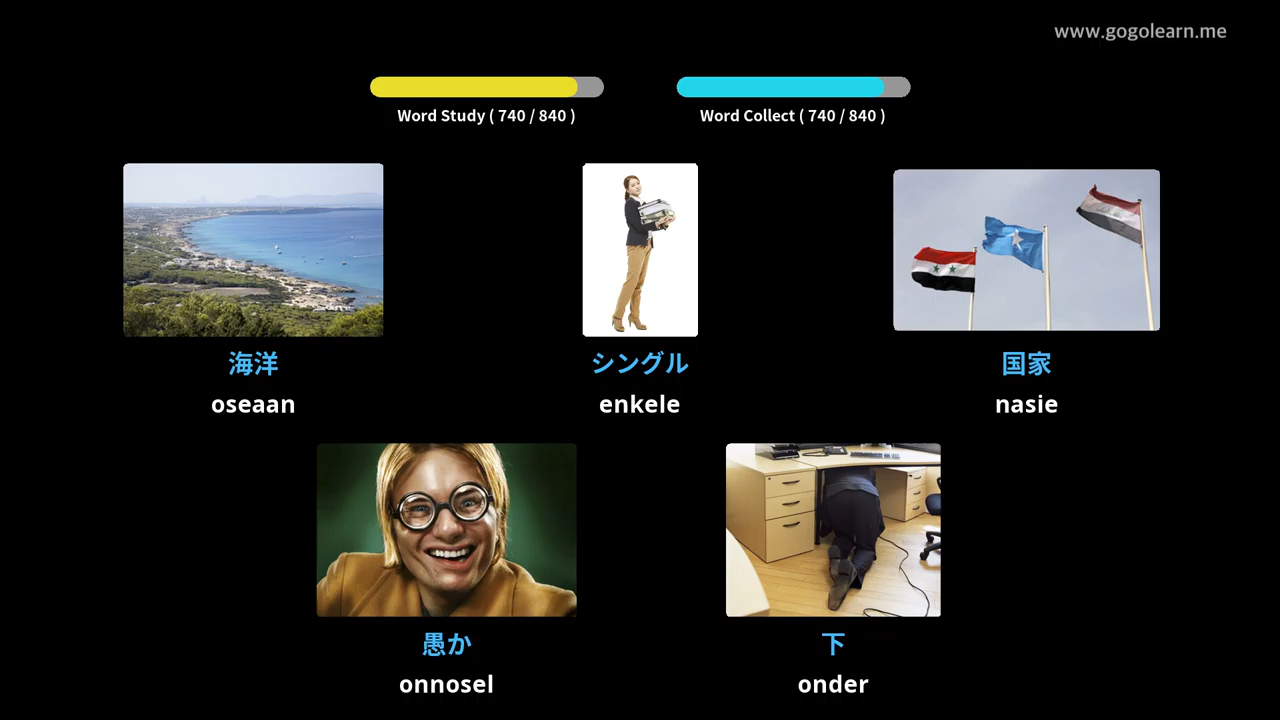 www.gogolearn.me
Word Study ( 740 / 840 )
Word Collect ( 740 / 840 )
海洋
oseaan
シングル
enkele
国家
nasie
愚か
onnosel
下
onder